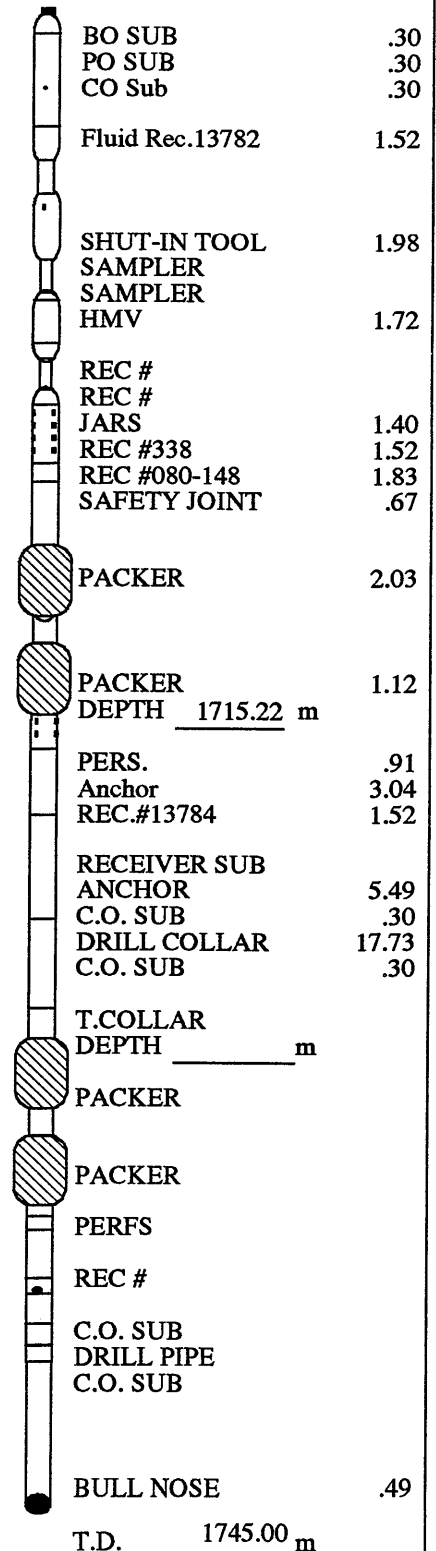 BO SUB .30
PO SUB .30
CO Sub .30
Fluid Rec.13782 1.52
SHUT-IN TOOL 1.98
SAMPLER
SAMPLER
HMV 1.72
REC #
REC #
JARS 1.40
REC #338 1.52
REC #080-148 1.83
SAFETY JOINT .67
PACKER 2.03
PACKER 1.12
DEPTH 1715.22 m
PERS. .91
Anchor 3.04
REC.#13784 1.52
RECEIVER SUB
ANCHOR 5.49
C.O. SUB .30
DRILL COLLAR 17.73
C.O. SUB .30
T.COLLAR
DEPTH ________ m
PACKER
PACKER
PERFS
REC #
C.O. SUB
DRILL PIPE
C.O. SUB
BULL NOSE .49
T.D. 1745.00 m